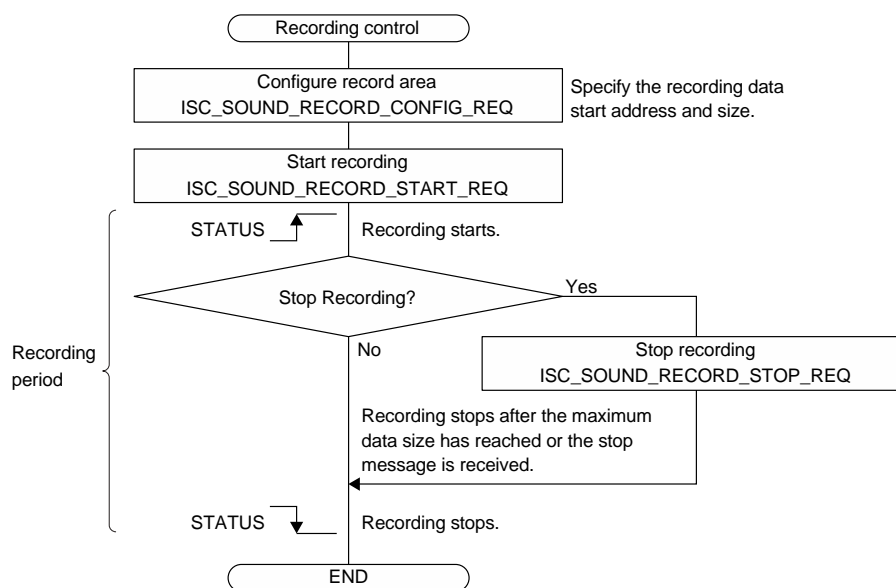 Recording control
Configure record area
ISC_SOUND_RECORD_CONFIG_REQ
Specify the recording data
start address and size.
Start recording
ISC_SOUND_RECORD_START_REQ
STATUS
Recording starts.
Stop Recording?
Yes
No
Recording
period
Stop recording
ISC_SOUND_RECORD_STOP_REQ
Recording stops after the maximum
data size has reached or the stop
message is received.
STATUS
Recording stops.
END